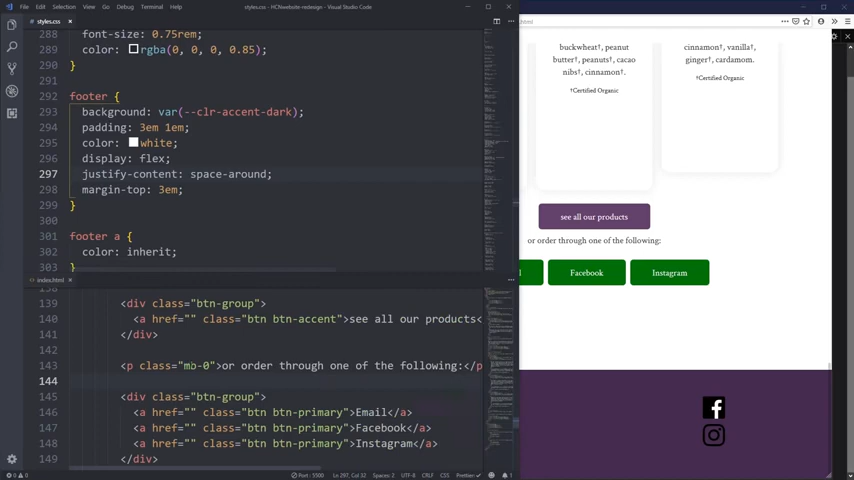 File Edit Selection View Go Debug Terminal Help
styles.css - HCNwebsite-redesign - Visual Studio Code
styles.css
288 font-size: 0.75rem;
289 color: rgba(0, 0, 0, 0.85);
290 }
291
292 footer {
293 background: var(--clr-accent-dark);
294 padding: 3em 1em;
295 color: white;
296 display: flex;
297 justify-content: space-around;
298 margin-top: 3em;
299 }
300
301 footer a {
302 color: inherit;
303 }
index.html
139 <div class="btn-group">
140 <a href="" class="btn btn-accent">see all our products<
141 </div>
142
143 <p class="mb-0">or order through one of the following:</p
144
145 <div class="btn-group">
146 <a href="" class="btn btn-primary">Email</a>
147 <a href="" class="btn btn-primary">Facebook</a>
148 <a href="" class="btn btn-primary">Instagram</a>
149 </div>
0 0
Port : 5500 Ln 297, Col 32 Spaces: 2 UTF-8 CRLF CSS Prettier 1
buckwheat†, peanut
butter†, peanuts†, cacao
nibs†, cinnamon†.
†Certified Organic
cinnamon†, vanilla†,
ginger†, cardamom.
†Certified Organic
see all our products
or order through one of the following:
l Facebook Instagram